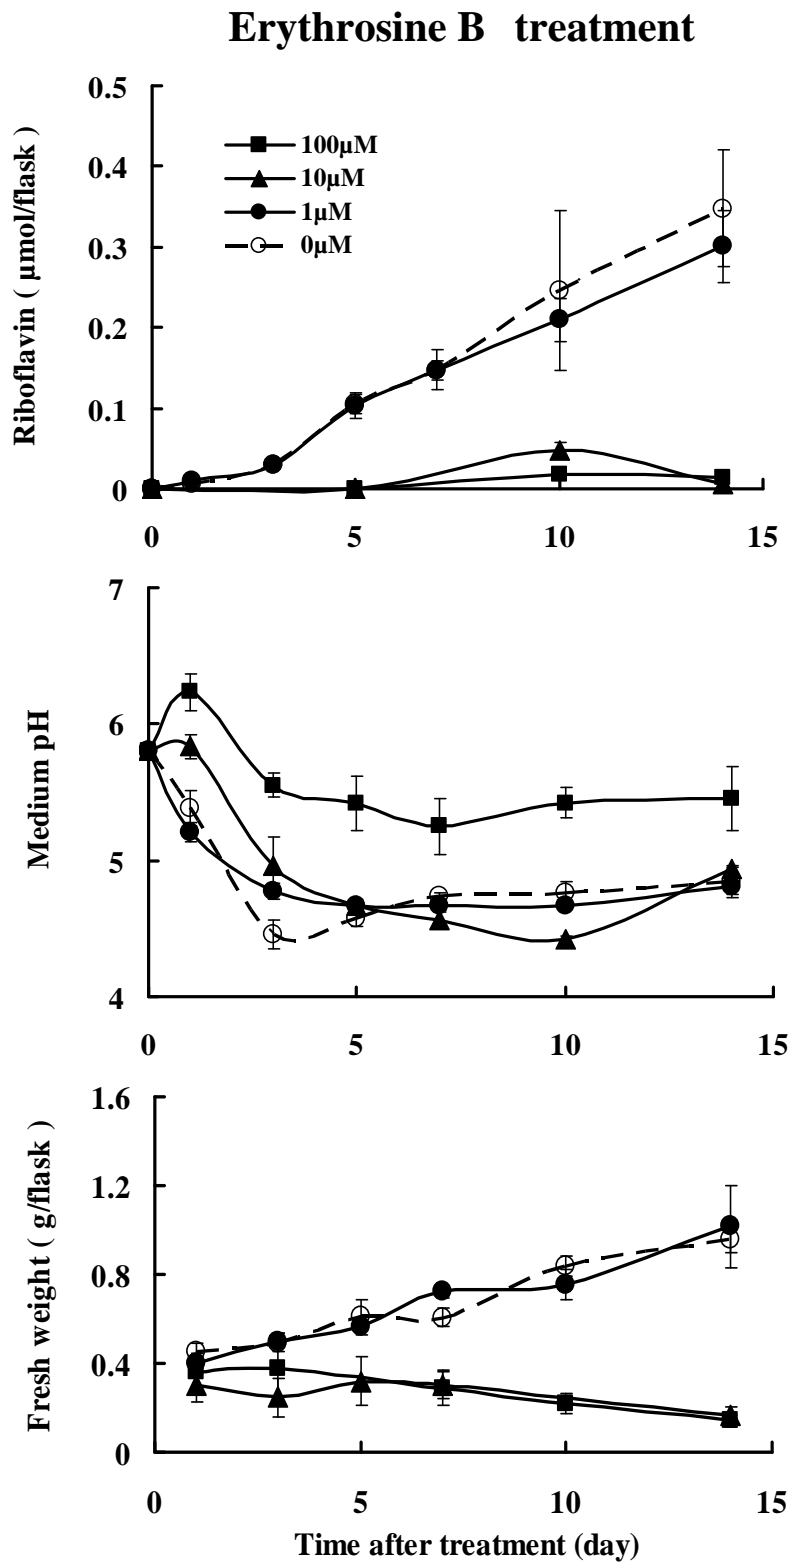 Erythrosine B treatment
Riboflavin ( µmol/flask )
0.5
0.4
0.3
0.2
0.1
0
100µM
10µM
1µM
0µM
0 5 10 15
Medium pH
7
6
5
4
0 5 10 15
Fresh weight ( g/flask )
1.6
1.2
0.8
0.4
0
0 5 10 15
Time after treatment (day)